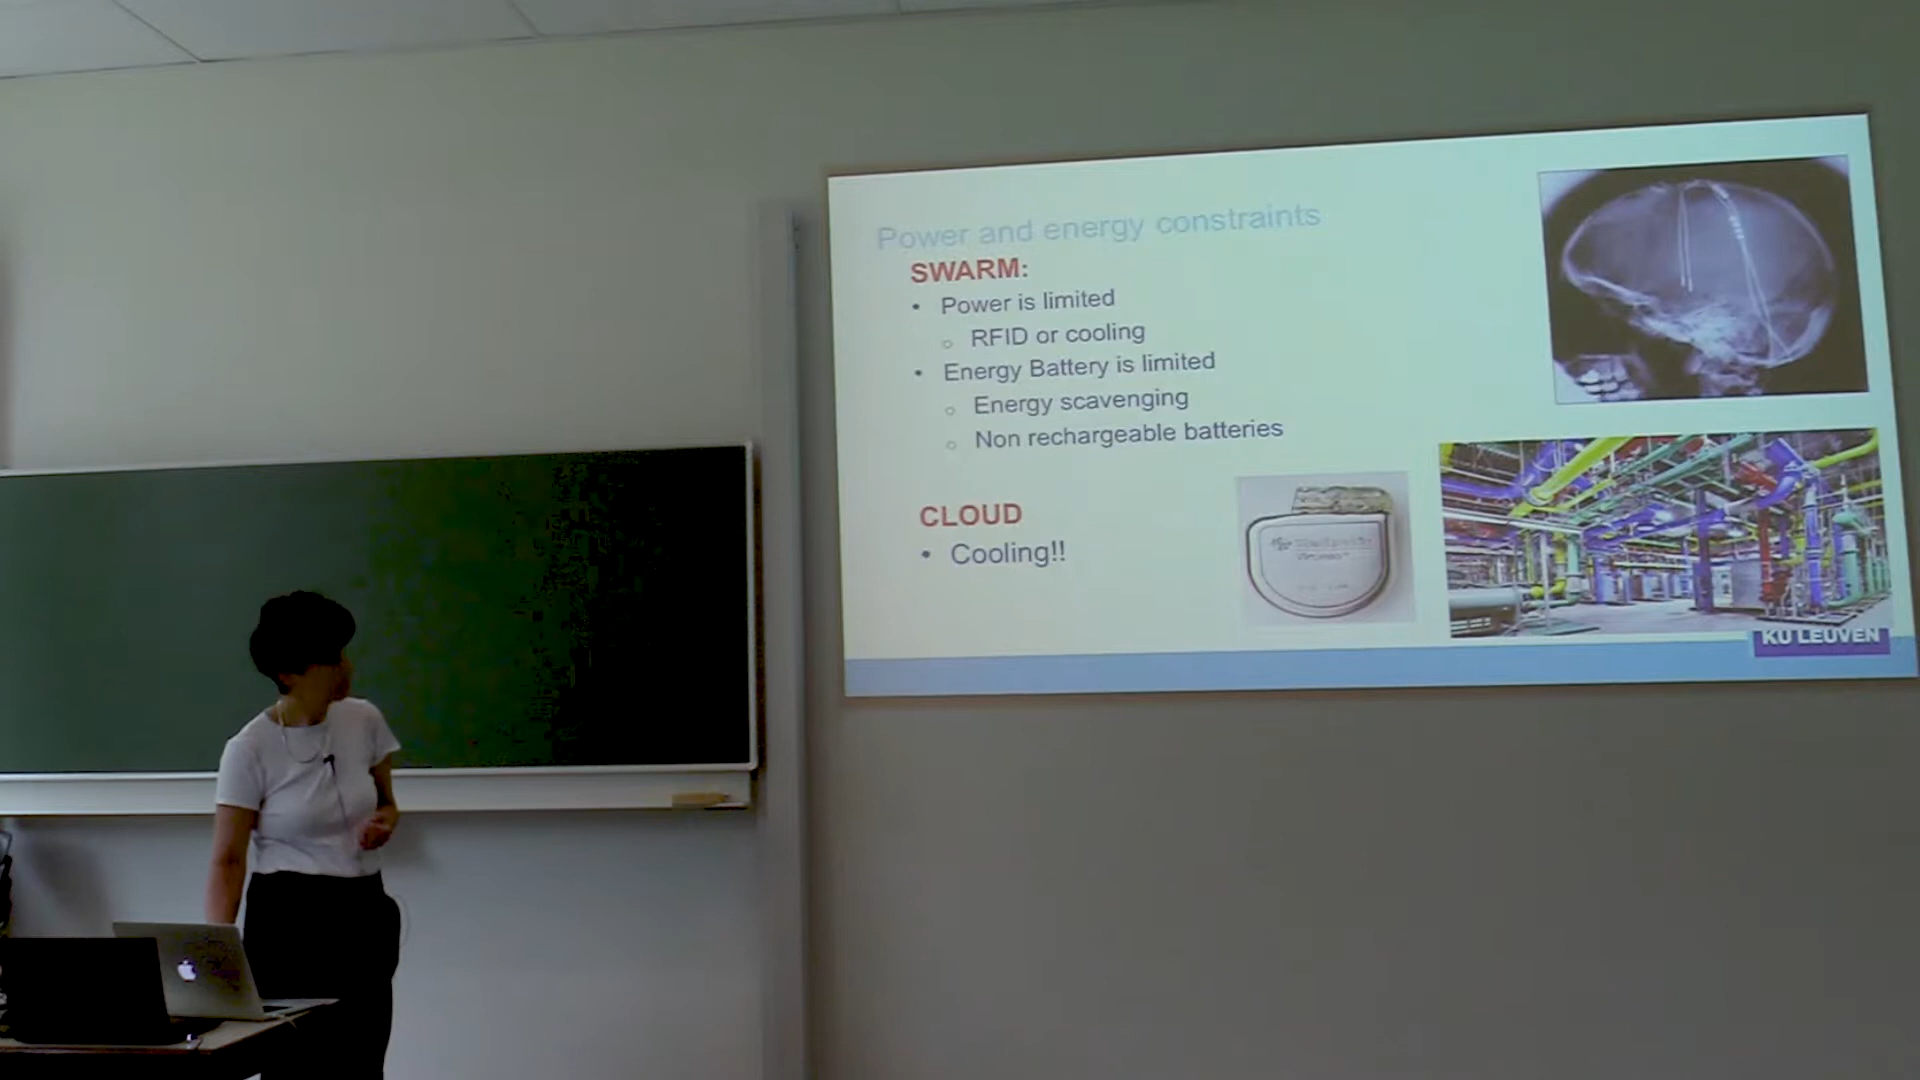 Power and energy constraints
SWARM:
• Power is limited
o RFID or cooling
• Energy Battery is limited
o Energy scavenging
o Non rechargeable batteries
CLOUD
• Cooling!!
KU LEUVEN